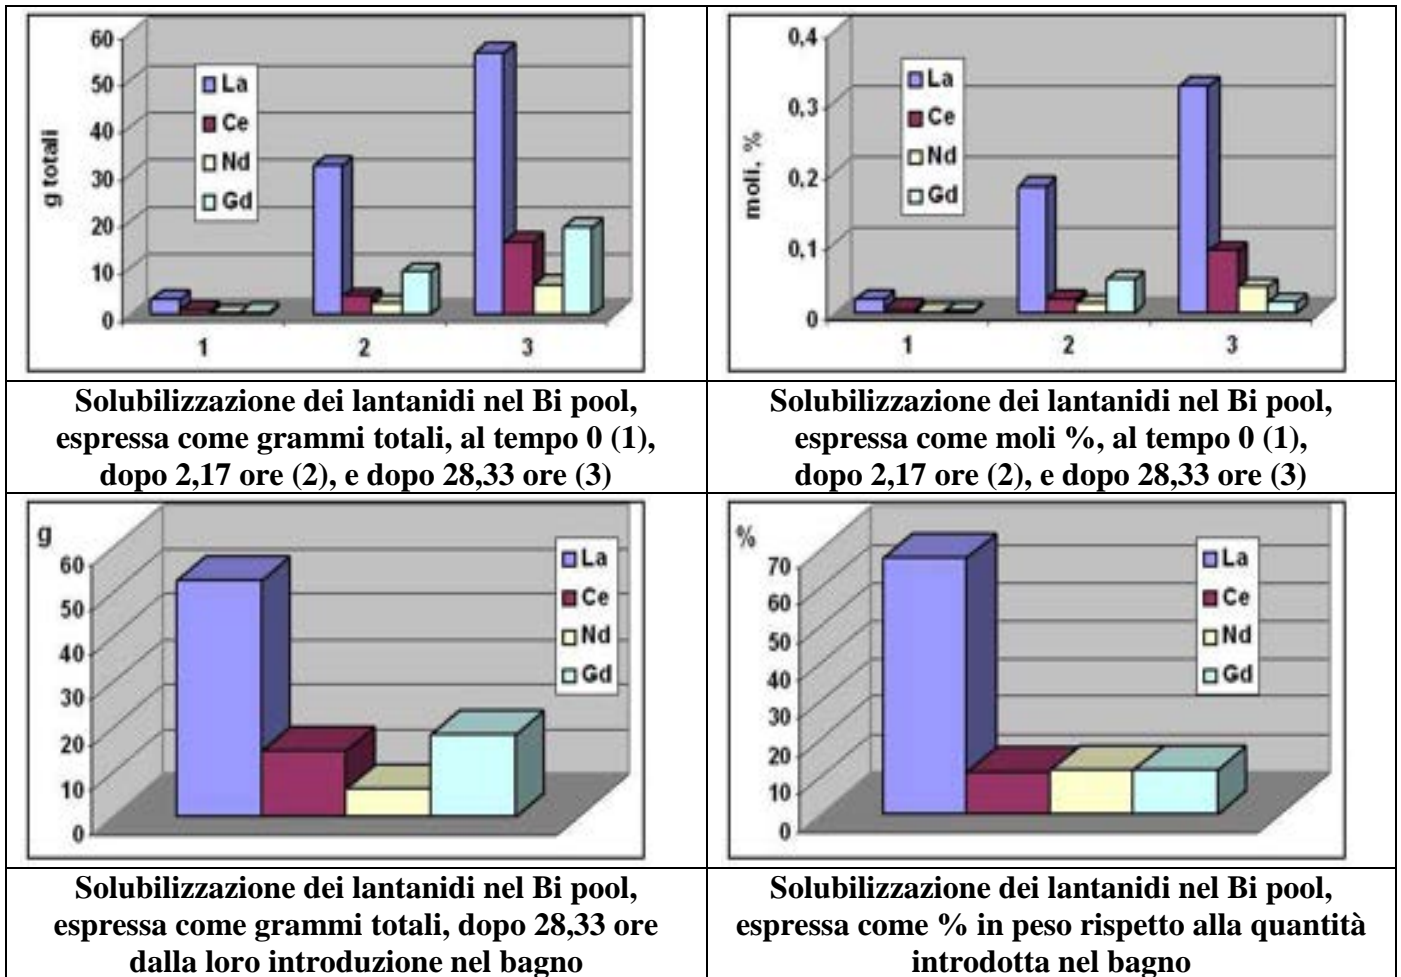 60
50
40
30
20
10
0
g totali
La
Ce
Nd
Gd
1 2 3
Solubilizzazione dei lantanidi nel Bi pool,
espressa come grammi totali, al tempo 0 (1),
dopo 2,17 ore (2), e dopo 28,33 ore (3)
0,4
0,3
0,2
0,1
0
moli. %
La
Ce
Nd
Gd
1 2 3
Solubilizzazione dei lantanidi nel Bi pool,
espressa come moli %, al tempo 0 (1),
dopo 2,17 ore (2), e dopo 28,33 ore (3)
g
60
50
40
30
20
10
0
La
Ce
Nd
Gd
Solubilizzazione dei lantanidi nel Bi pool,
espressa come grammi totali, dopo 28,33 ore
dalla loro introduzione nel bagno
%
70
60
50
40
30
20
10
0
La
Ce
Nd
Gd
Solubilizzazione dei lantanidi nel Bi pool,
espressa come % in peso rispetto alla quantità
introdotta nel bagno